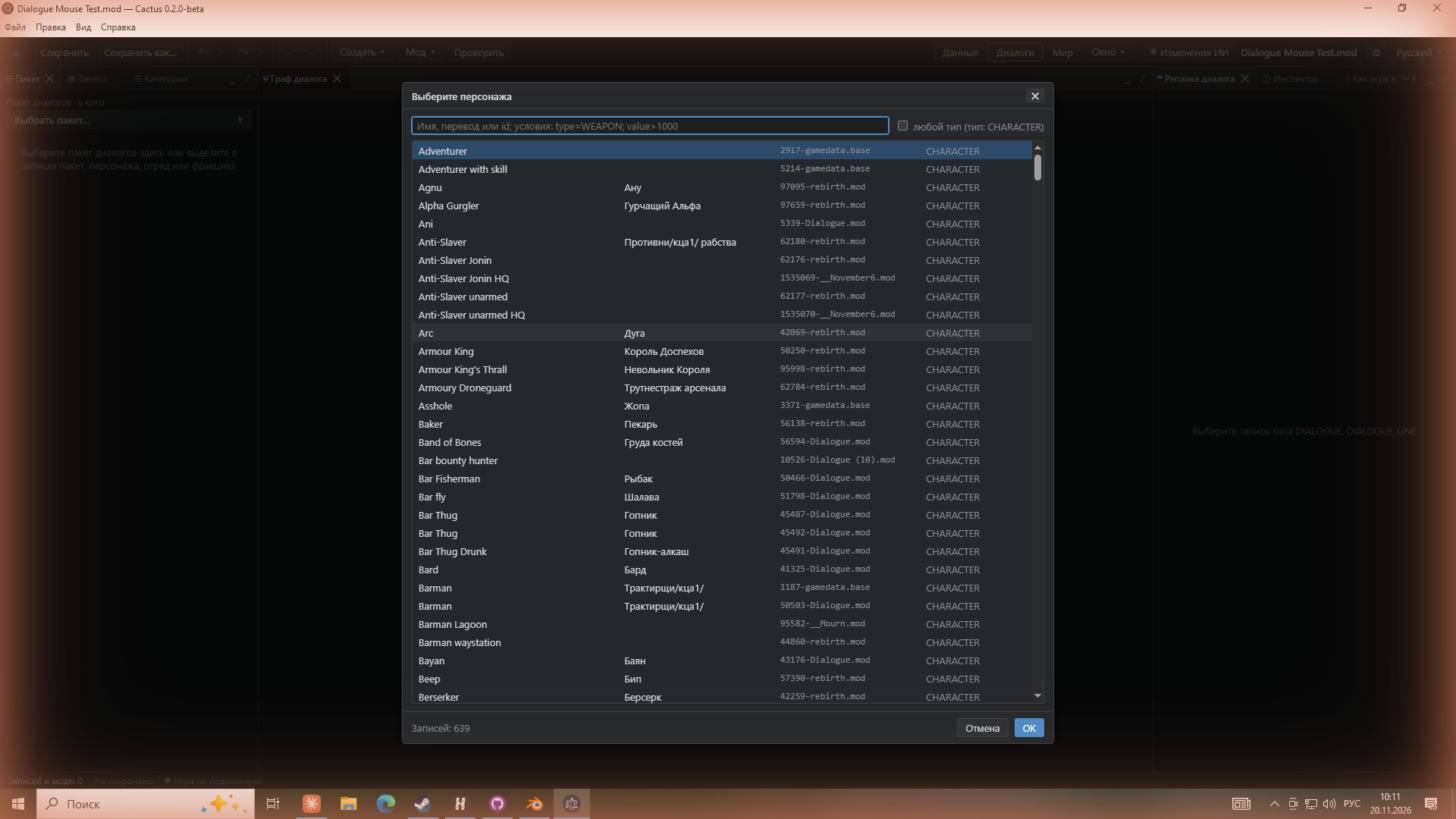 Dialogue Mouse Test.mod — Cactus 0.2.0-beta
Файл Правка Вид Справка
Сохранить Сохранить как... Создать Мод Проверить Данные Диалоги Мир Окно Изменения ИИ Dialogue Mouse Test.mod Русский
Пакет Записи Категории Граф диалога Реплика диалога Инспектор
Пакет диалогов - у кого
Выбрать пакет...
Выберите пакет диалогов здесь или выделите в
записях пакет, персонажа, отряд или фракцию.
Выберите персонажа
Имя, перевод или id; условия: type=WEAPON; value>1000 любой тип (тип: CHARACTER)
Adventurer 2917-gamedata.base CHARACTER
Adventurer with skill 5214-gamedata.base CHARACTER
Agnu Ану 97095-rebirth.mod CHARACTER
Alpha Gurgler Гурчащий Альфа 97659-rebirth.mod CHARACTER
Ani 5339-Dialogue.mod CHARACTER
Anti-Slaver Противни/кца1/ рабства 62180-rebirth.mod CHARACTER
Anti-Slaver Jonin 62176-rebirth.mod CHARACTER
Anti-Slaver Jonin HQ 1535069-__November6.mod CHARACTER
Anti-Slaver unarmed 62177-rebirth.mod CHARACTER
Anti-Slaver unarmed HQ 1535070-__November6.mod CHARACTER
Arc Дуга 42069-rebirth.mod CHARACTER
Armour King Король Доспехов 50250-rebirth.mod CHARACTER
Armour King's Thrall Невольник Короля 95998-rebirth.mod CHARACTER
Armoury Droneguard Трутнестраж арсенала 62784-rebirth.mod CHARACTER
Asshole Жопа 3371-gamedata.base CHARACTER
Baker Пекарь 56138-rebirth.mod CHARACTER
Band of Bones Груда костей 56594-Dialogue.mod CHARACTER
Bar bounty hunter 10526-Dialogue (10).mod CHARACTER
Bar Fisherman Рыбак 50466-Dialogue.mod CHARACTER
Bar fly Шалава 51798-Dialogue.mod CHARACTER
Bar Thug Гопник 45487-Dialogue.mod CHARACTER
Bar Thug Гопник 45492-Dialogue.mod CHARACTER
Bar Thug Drunk Гопник-алкаш 45491-Dialogue.mod CHARACTER
Bard Бард 41325-Dialogue.mod CHARACTER
Barman Трактирщи/кца1/ 1187-gamedata.base CHARACTER
Barman Трактирщи/кца1/ 50503-Dialogue.mod CHARACTER
Barman Lagoon 95582-__Mourn.mod CHARACTER
Barman waystation 44860-rebirth.mod CHARACTER
Bayan Баян 43176-Dialogue.mod CHARACTER
Beep Бип 57390-rebirth.mod CHARACTER
Berserker Берсерк 42259-rebirth.mod CHARACTER
Записей: 639 Отмена OK
Выберите запись типа DIALOGUE, DIALOGUE_LINE
Записей в моде: 0 Не сохранено Игра не подключена
Поиск
РУС
10:11
20.11.2026